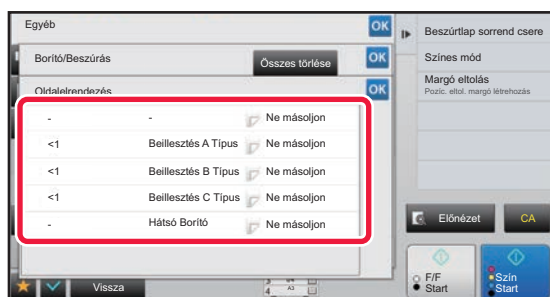 Egyéb
OK
Borító/Beszúrás
Összes törlése
OK
Oldalelrendezés
OK
- - Ne másoljon
<1 Beillesztés A Típus Ne másoljon
<1 Beillesztés B Típus Ne másoljon
<1 Beillesztés C Típus Ne másoljon
- Hátsó Borító Ne másoljon
Vissza
A3
Beszúrtlap sorrend csere
Színes mód
Margó eltolás
Pozíc. eltol. margó létrehozás
Előnézet
CA
F/F
Start
Szín
Start